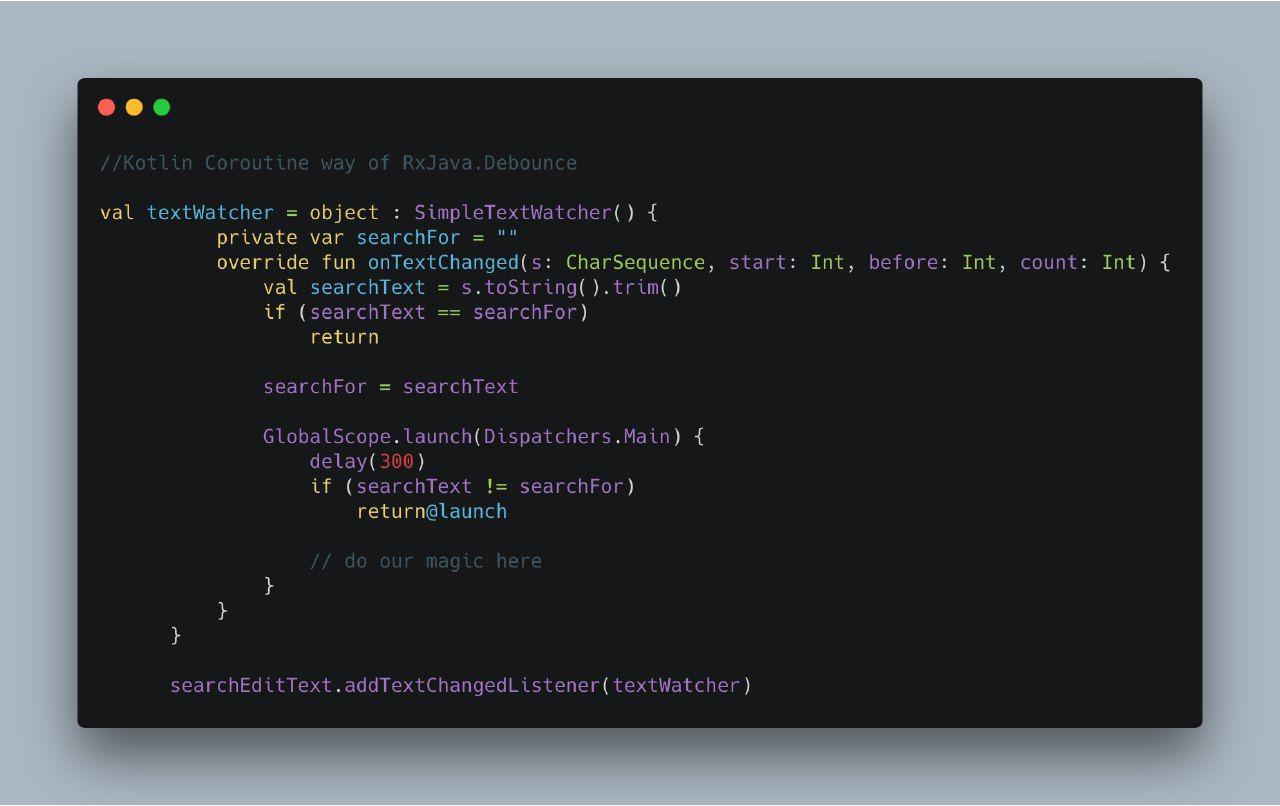 //Kotlin Coroutine way of RxJava.Debounce
val textWatcher = object : SimpleTextWatcher() {
private var searchFor = ""
override fun onTextChanged(s: CharSequence, start: Int, before: Int, count: Int) {
val searchText = s.toString().trim()
if (searchText == searchFor)
return
searchFor = searchText
GlobalScope.launch(Dispatchers.Main) {
delay(300)
if (searchText != searchFor)
return@launch
// do our magic here
}
}
}
searchEditText.addTextChangedListener(textWatcher)